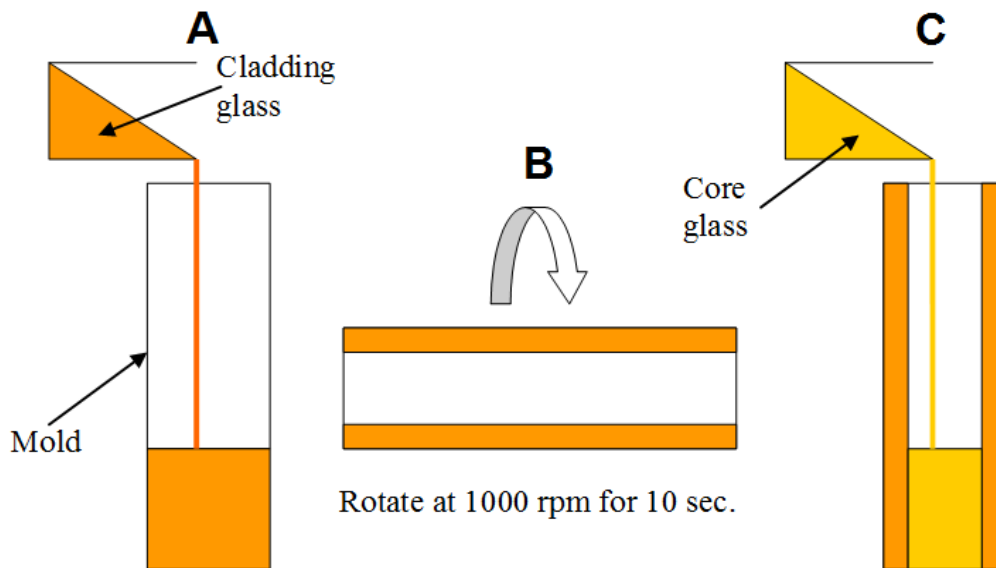 A
Cladding
glass
Mold
B
Rotate at 1000 rpm for 10 sec.
C
Core
glass